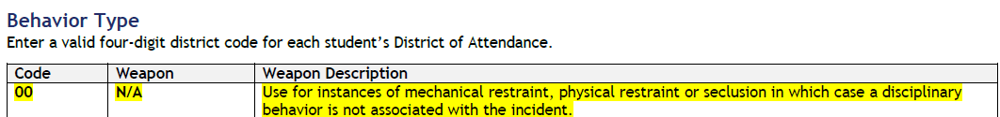 Behavior Type
Enter a valid four-digit district code for each student's District of Attendance.
Code Weapon Weapon Description
00 N/A Use for instances of mechanical restraint, physical restraint or seclusion in which case a disciplinary
behavior is not associated with the incident.